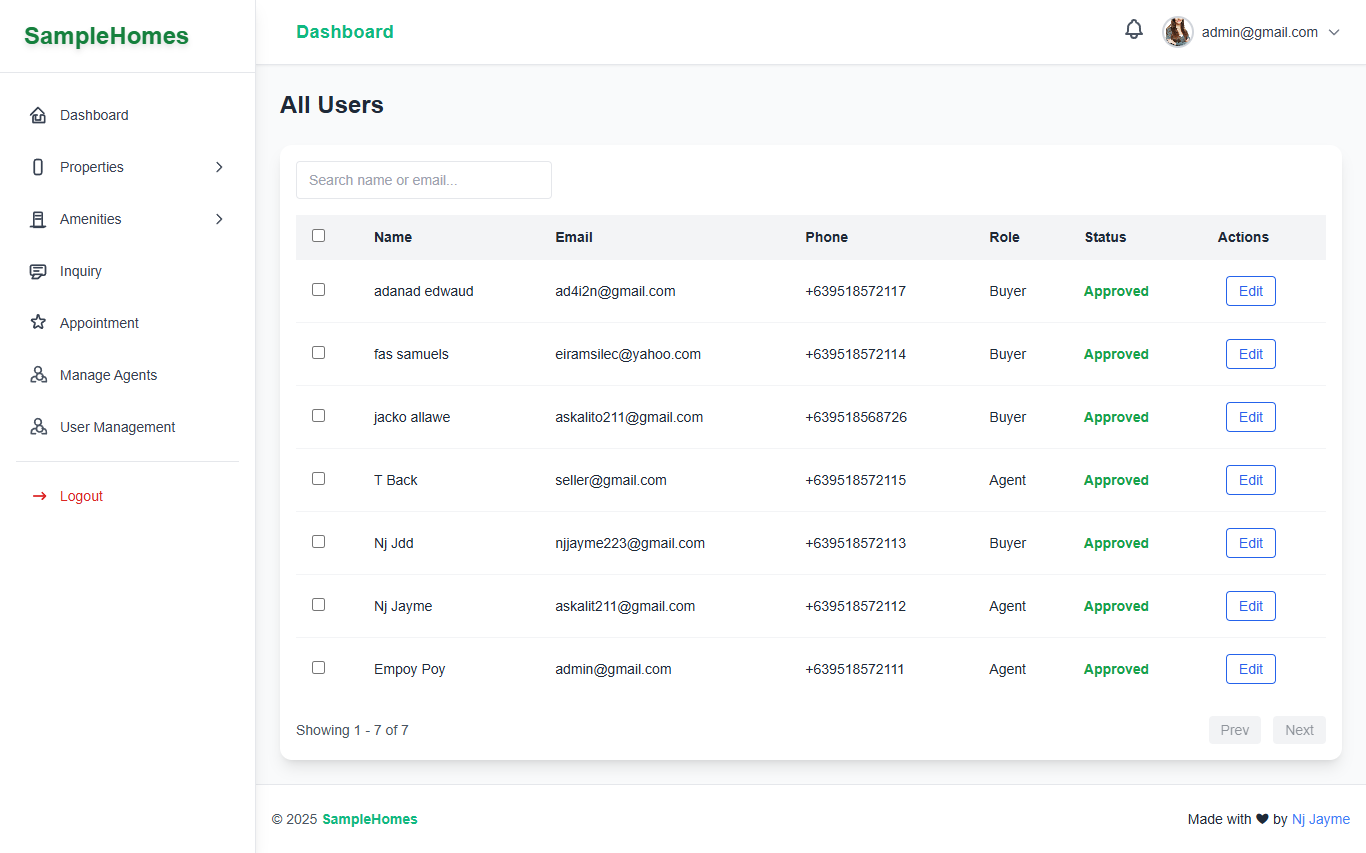 SampleHomes
Dashboard
admin@gmail.com
Dashboard
Properties
Amenities
Inquiry
Appointment
Manage Agents
User Management
Logout
All Users
Search name or email...
Name Email Phone Role Status Actions
adanad edwaud ad4i2n@gmail.com +639518572117 Buyer Approved Edit
fas samuels eiramsilec@yahoo.com +639518572114 Buyer Approved Edit
jacko allawe askalito211@gmail.com +639518568726 Buyer Approved Edit
T Back seller@gmail.com +639518572115 Agent Approved Edit
Nj Jdd njjayme223@gmail.com +639518572113 Buyer Approved Edit
Nj Jayme askalit211@gmail.com +639518572112 Agent Approved Edit
Empoy Poy admin@gmail.com +639518572111 Agent Approved Edit
Showing 1 - 7 of 7
Prev Next
© 2025 SampleHomes
Made with ❤ by Nj Jayme